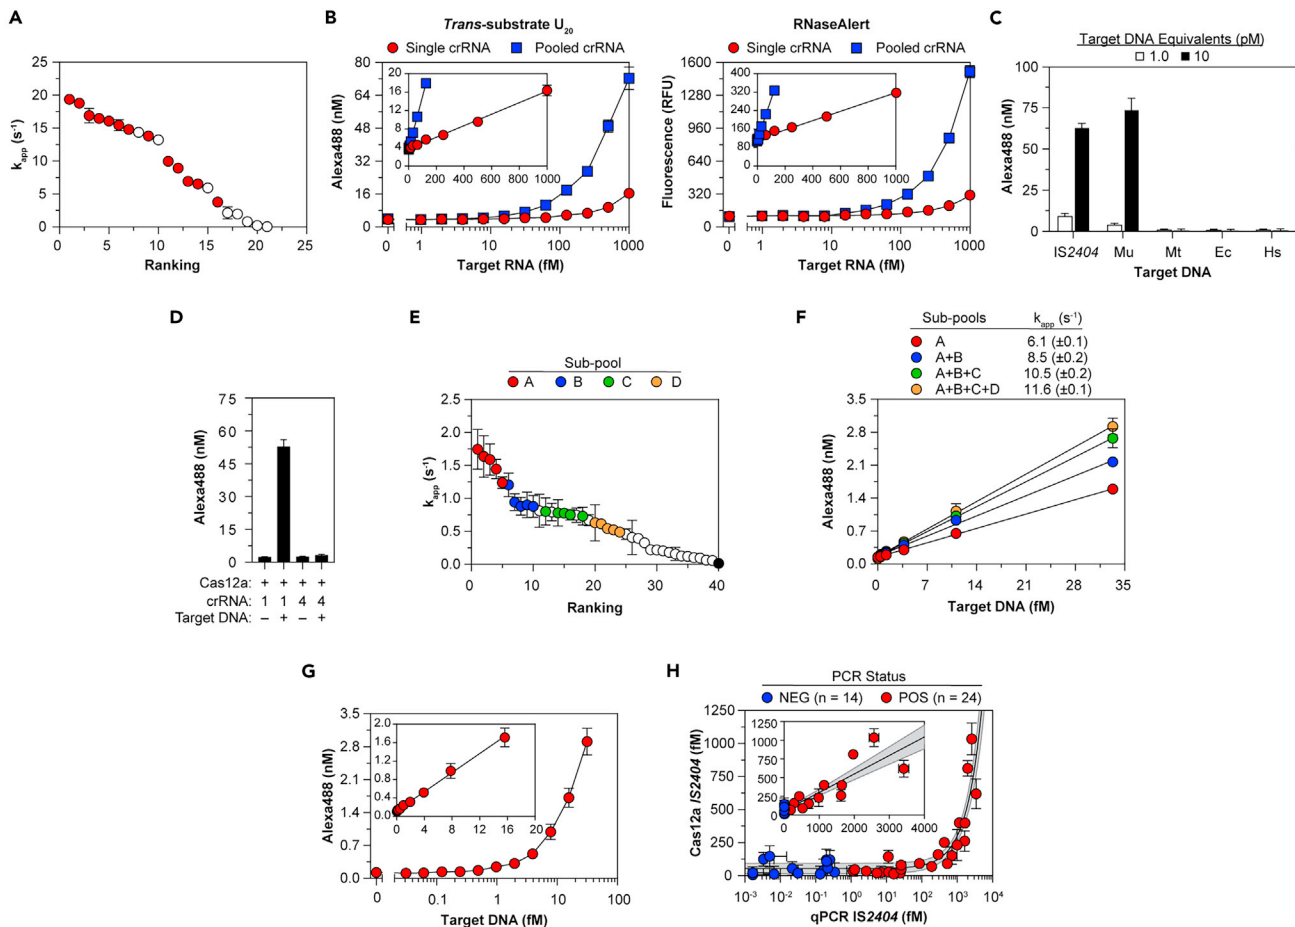 A
k_app (s⁻¹)
25
20
15
10
5
0
0 5 10 15 20 25
Ranking
B
Trans-substrate U₂₀
Single crRNA Pooled crRNA
Alexa488 (nM)
80
64
48
32
16
0
20
16
12
8
4
0
0 200 400 600 800 1000
0 1 10 100 1000
Target RNA (fM)
RNaseAlert
Single crRNA Pooled crRNA
Fluorescence (RFU)
1600
1280
960
640
320
0
400
320
240
160
80
0
0 200 400 600 800 1000
0 1 10 100 1000
Target RNA (fM)
C
Target DNA Equivalents (pM)
1.0 10
Alexa488 (nM)
100
75
50
25
0
IS2404 Mu Mt Ec Hs
Target DNA
D
Alexa488 (nM)
75
60
45
30
15
0
Cas12a: + + + +
crRNA: 1 1 4 4
Target DNA: – + – +
E
Sub-pool
A B C D
k_app (s⁻¹)
2.5
2.0
1.5
1.0
0.5
0
0 10 20 30 40
Ranking
F
Sub-pools k_app (s⁻¹)
A 6.1 (±0.1)
A+B 8.5 (±0.2)
A+B+C 10.5 (±0.2)
A+B+C+D 11.6 (±0.1)
Alexa488 (nM)
3.5
2.8
2.1
1.4
0.7
0.0
0 7 14 21 28 35
Target DNA (fM)
G
Alexa488 (nM)
3.5
2.8
2.1
1.4
0.7
0.0
2.0
1.6
1.2
0.8
0.4
0.0
0 4 8 12 16 20
0 0.1 1 10 100
Target DNA (fM)
H
PCR Status
NEG (n = 14) POS (n = 24)
Cas12a IS2404 (fM)
1250
1000
750
500
250
0
1250
1000
750
500
250
0
0 1000 2000 3000 4000
10⁻³ 10⁻² 10⁻¹ 10⁰ 10¹ 10² 10³ 10⁴
qPCR IS2404 (fM)